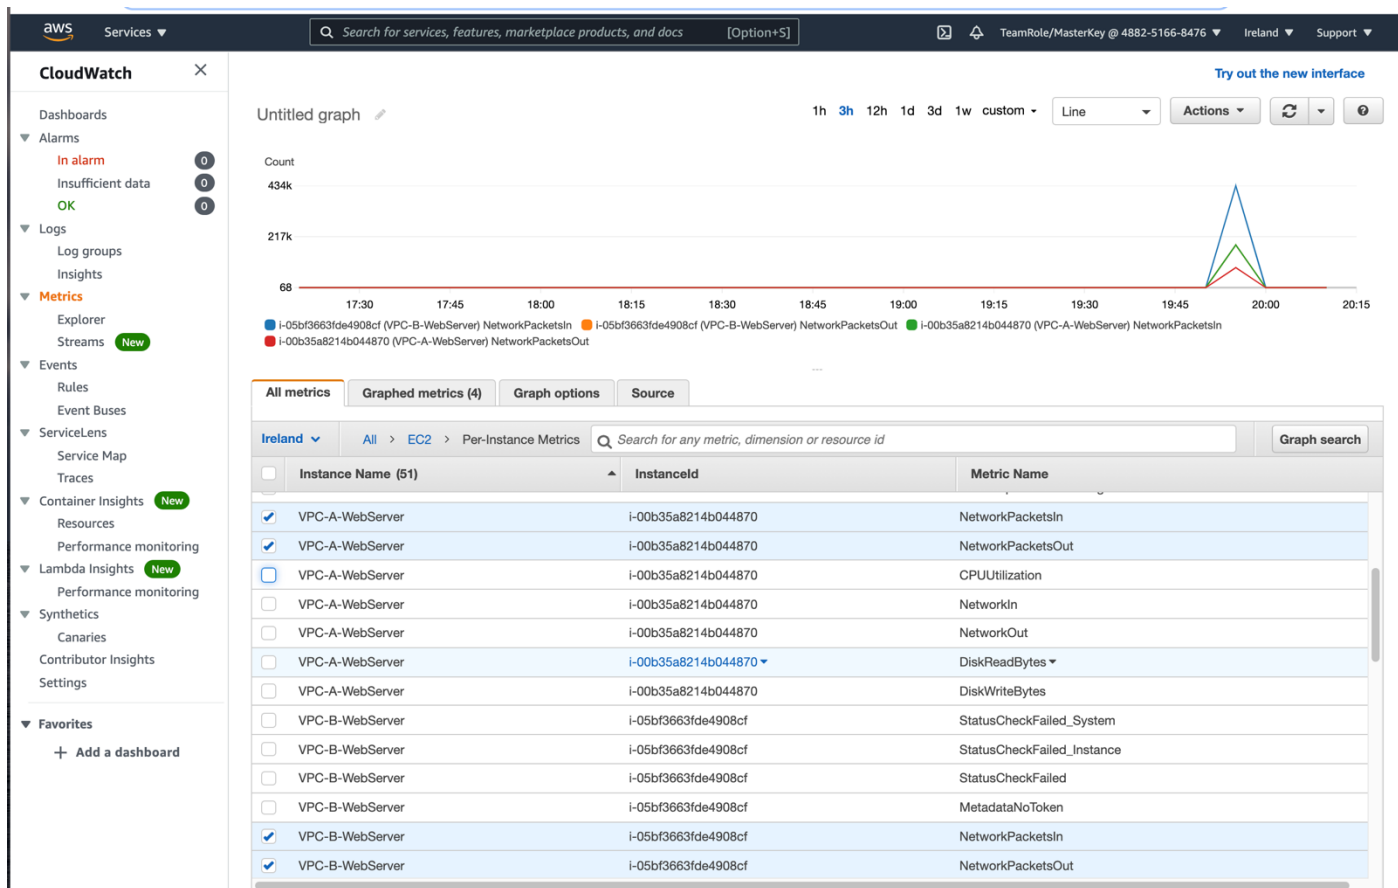 aws Services ▼ Search for services, features, marketplace products, and docs [Option+S] TeamRole/MasterKey @ 4882-5166-8476 ▼ Ireland ▼ Support ▼
CloudWatch
Try out the new interface
Dashboards
Alarms
In alarm 0
Insufficient data 0
OK 0
Logs
Log groups
Insights
Metrics
Explorer
Streams New
Events
Rules
Event Buses
ServiceLens
Service Map
Traces
Container Insights New
Resources
Performance monitoring
Lambda Insights New
Performance monitoring
Synthetics
Canaries
Contributor Insights
Settings
Favorites
+ Add a dashboard
Untitled graph 1h 3h 12h 1d 3d 1w custom Line Actions
Count
434k
217k
68
17:30 17:45 18:00 18:15 18:30 18:45 19:00 19:15 19:30 19:45 20:00 20:15
i-05bf3663fde4908cf (VPC-B-WebServer) NetworkPacketsIn i-05bf3663fde4908cf (VPC-B-WebServer) NetworkPacketsOut i-00b35a8214b044870 (VPC-A-WebServer) NetworkPacketsIn
i-00b35a8214b044870 (VPC-A-WebServer) NetworkPacketsOut
All metrics Graphed metrics (4) Graph options Source
Ireland All > EC2 > Per-Instance Metrics Search for any metric, dimension or resource id Graph search
Instance Name (51) InstanceId Metric Name
VPC-A-WebServer i-00b35a8214b044870 NetworkPacketsIn
VPC-A-WebServer i-00b35a8214b044870 NetworkPacketsOut
VPC-A-WebServer i-00b35a8214b044870 CPUUtilization
VPC-A-WebServer i-00b35a8214b044870 NetworkIn
VPC-A-WebServer i-00b35a8214b044870 NetworkOut
VPC-A-WebServer i-00b35a8214b044870 DiskReadBytes
VPC-A-WebServer i-00b35a8214b044870 DiskWriteBytes
VPC-B-WebServer i-05bf3663fde4908cf StatusCheckFailed_System
VPC-B-WebServer i-05bf3663fde4908cf StatusCheckFailed_Instance
VPC-B-WebServer i-05bf3663fde4908cf StatusCheckFailed
VPC-B-WebServer i-05bf3663fde4908cf MetadataNoToken
VPC-B-WebServer i-05bf3663fde4908cf NetworkPacketsIn
VPC-B-WebServer i-05bf3663fde4908cf NetworkPacketsOut